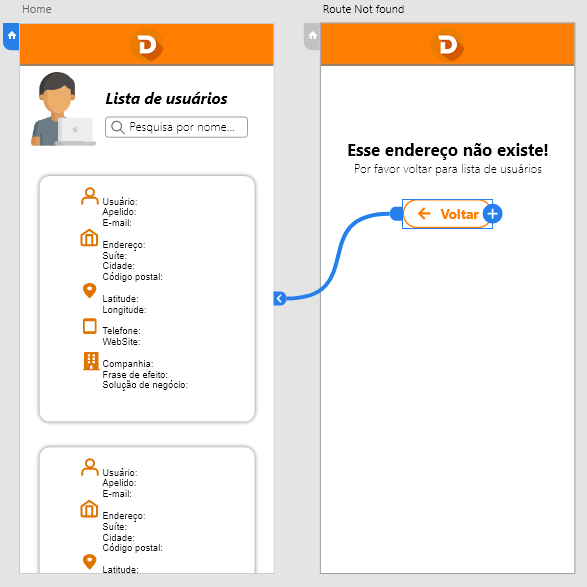 Home
D
Lista de usuários
Pesquisa por nome...
Usuário:
Apelido:
E-mail:
Endereço:
Suíte:
Cidade:
Código postal:
Latitude:
Longitude:
Telefone:
WebSite:
Companhia:
Frase de efeito:
Solução de negócio:
Usuário:
Apelido:
E-mail:
Endereço:
Suíte:
Cidade:
Código postal:
Latitude:
Route Not found
D
Esse endereço não existe!
Por favor voltar para lista de usuários
Voltar